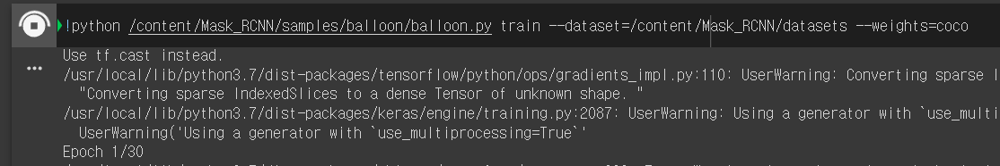 !python /content/Mask_RCNN/samples/balloon/balloon.py train --dataset=/content/Mask_RCNN/datasets --weights=coco
Use tf.cast instead.
/usr/local/lib/python3.7/dist-packages/tensorflow/python/ops/gradients_impl.py:110: UserWarning: Converting sparse I
"Converting sparse IndexedSlices to a dense Tensor of unknown shape. "
/usr/local/lib/python3.7/dist-packages/keras/engine/training.py:2087: UserWarning: Using a generator with `use_multi
UserWarning('Using a generator with `use_multiprocessing=True`'
Epoch 1/30